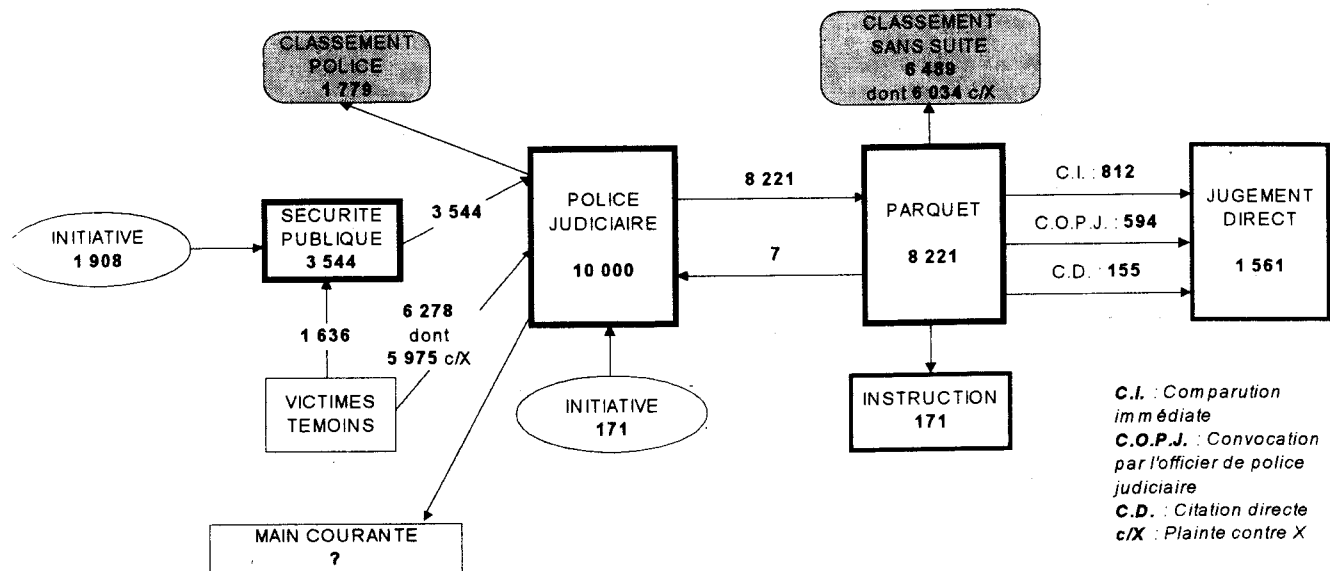 CLASSEMENT
POLICE
1 779
CLASSEMENT
SANS SUITE
6 489
dont 6 034 c/X
INITIATIVE
1 908
SECURITE
PUBLIQUE
3 544
3 544
POLICE
JUDICIAIRE
10 000
8 221
7
PARQUET
8 221
C.I. : 812
C.O.P.J. : 594
C.D. : 155
JUGEMENT
DIRECT
1 561
1 636
6 278
dont
5 975 c/X
VICTIMES
TEMOINS
INITIATIVE
171
INSTRUCTION
171
MAIN COURANTE
?
C.I. : Comparution
immédiate
C.O.P.J. : Convocation
par l'officier de police
judiciaire
C.D. : Citation directe
c/X : Plainte contre X